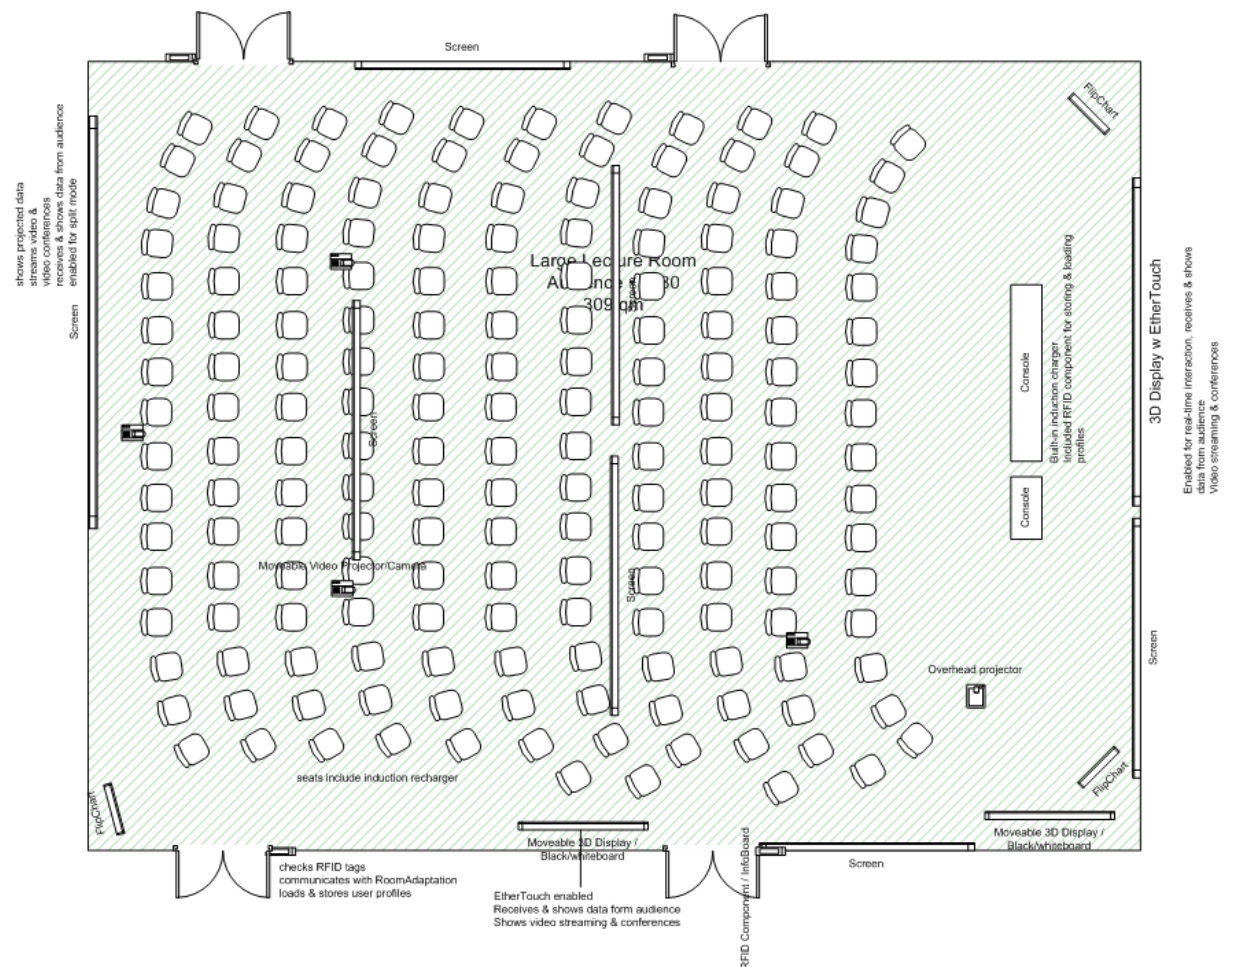 Screen
FlipChart
shows projected data
streams video &
video conferences
receives & shows data from audience
enabled for split mode
Screen
Large Lecture Room
309 qm
Screen
Screen
Screen
Moveable Video Projector/Camera
Console
Console
Built-in induction charger
Included RFID component for storing & loading
profiles
3D Display w EtherTouch
Enabled for real-time interaction, receives & shows
data from audience
Video streaming & conferences
Screen
Overhead projector
seats include induction recharger
FlipChart
FlipChart
Moveable 3D Display /
Black/whiteboard
Moveable 3D Display /
Black/whiteboard
Screen
checks RFID tags
communicates with RoomAdaptation
loads & stores user profiles
EtherTouch enabled
Receives & shows data form audience
Shows video streaming & conferences
RFID Component / InfoBoard